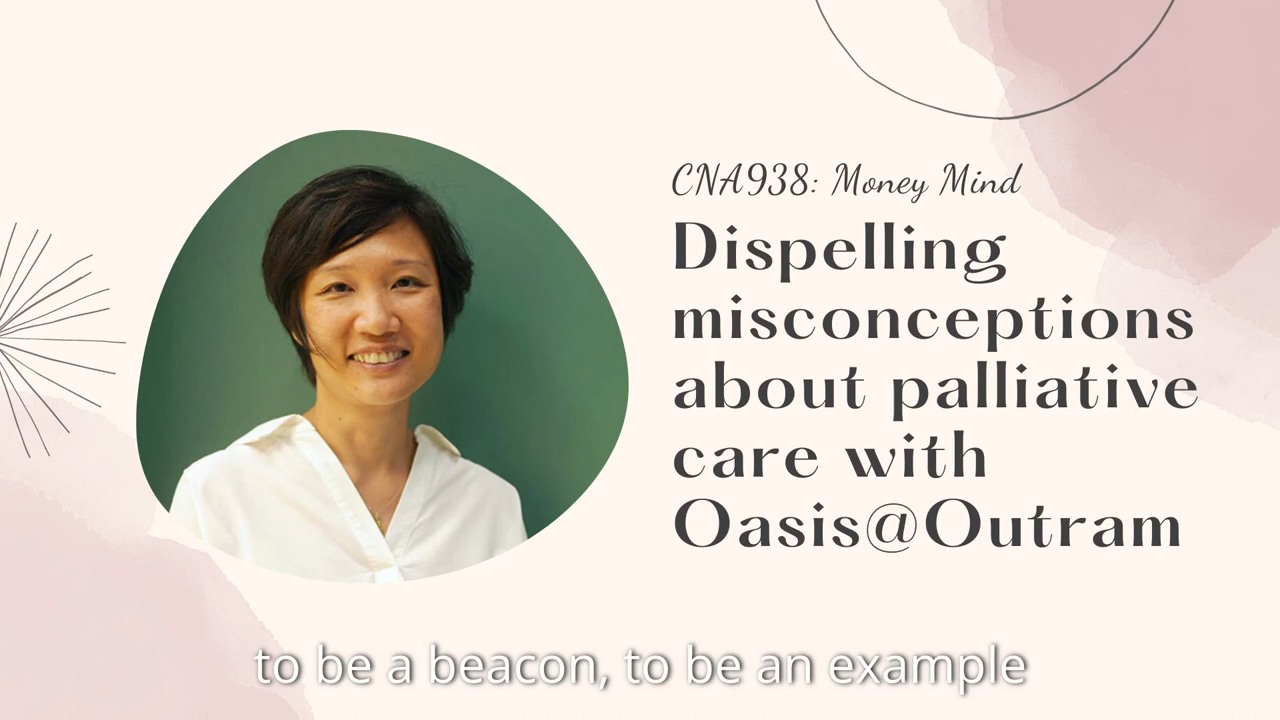 CNA938: Money Mind
Dispelling
misconceptions
about palliative
care with
Oasis@Outram
to be a beacon, to be an example